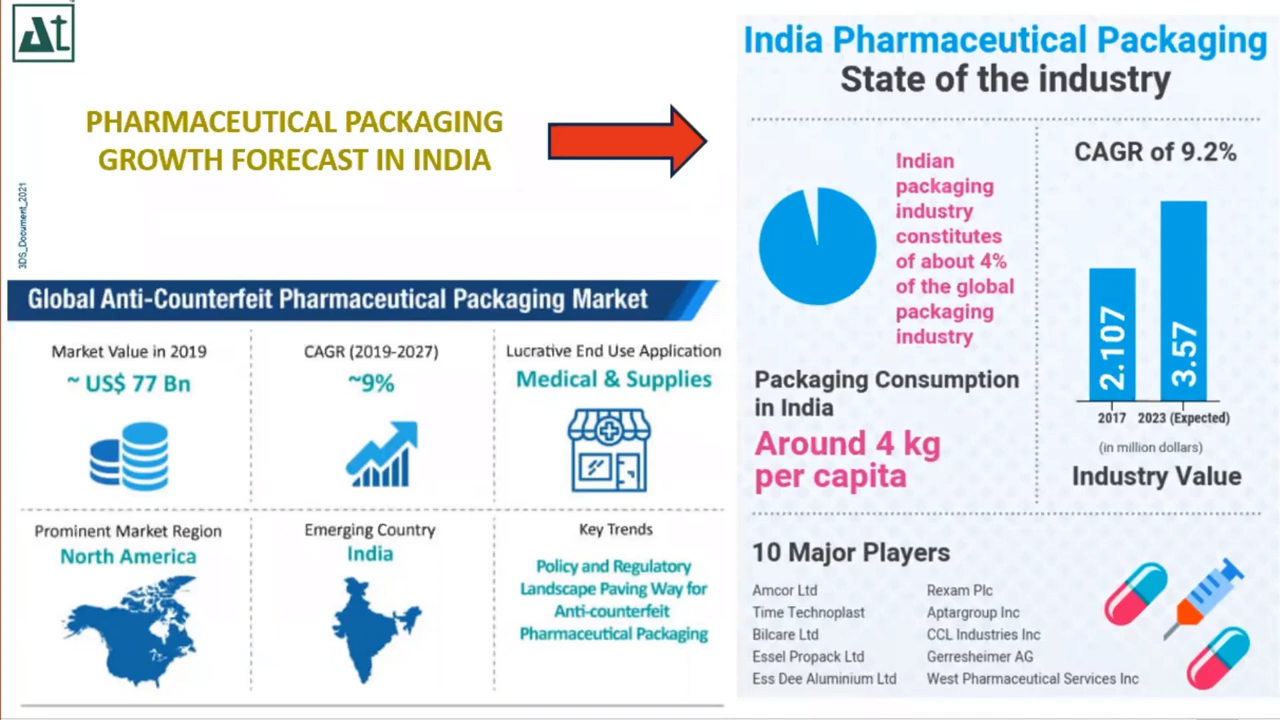 At
PHARMACEUTICAL PACKAGING
GROWTH FORECAST IN INDIA
3DS_Document_2021
Global Anti-Counterfeit Pharmaceutical Packaging Market
Market Value in 2019
~ US$ 77 Bn
CAGR (2019-2027)
~9%
Lucrative End Use Application
Medical & Supplies
Prominent Market Region
North America
Emerging Country
India
Key Trends
Policy and Regulatory
Landscape Paving Way for
Anti-counterfeit
Pharmaceutical Packaging
India Pharmaceutical Packaging
State of the industry
Indian
packaging
industry
constitutes
of about 4%
of the global
packaging
industry
Packaging Consumption
in India
Around 4 kg
per capita
CAGR of 9.2%
2.107
3.57
2017
2023 (Expected)
(in million dollars)
Industry Value
10 Major Players
Amcor Ltd
Time Technoplast
Bilcare Ltd
Essel Propack Ltd
Ess Dee Aluminium Ltd
Rexam Plc
Aptargroup Inc
CCL Industries Inc
Gerresheimer AG
West Pharmaceutical Services Inc